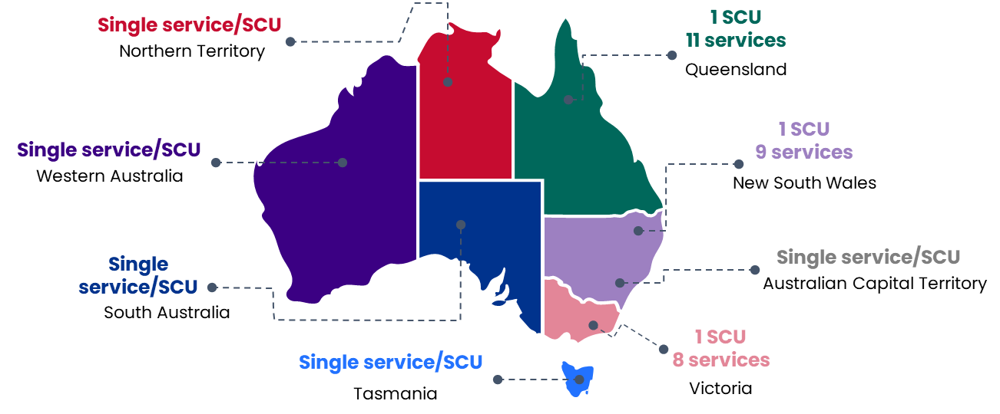 Single service/SCU
Northern Territory
1 SCU
11 services
Queensland
Single service/SCU
Western Australia
1 SCU
9 services
New South Wales
Single
service/SCU
South Australia
Single service/SCU
Australian Capital Territory
1 SCU
8 services
Victoria
Single service/SCU
Tasmania